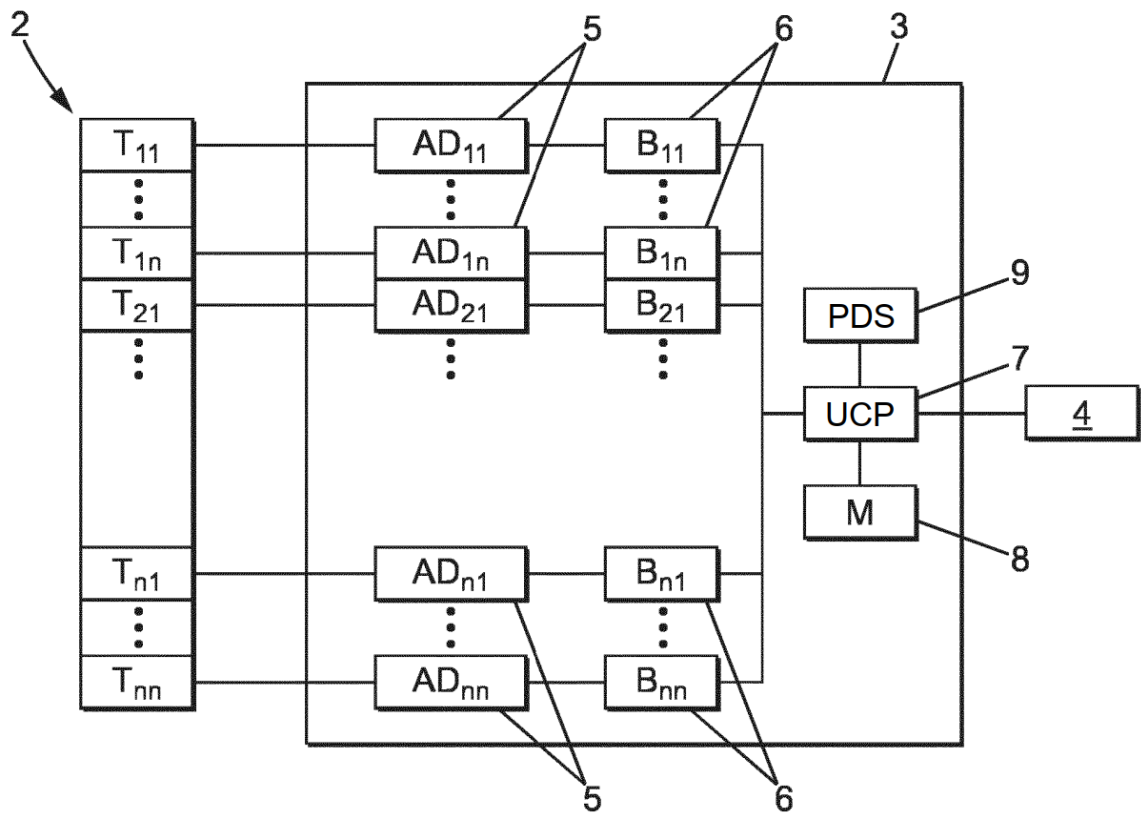 2 5 6 3
T11 AD11 B11
T1n AD1n B1n
T21 AD21 B21
9
PDS
7
UCP 4
M
8
Tn1 ADn1 Bn1
Tnn ADnn Bnn
5 6